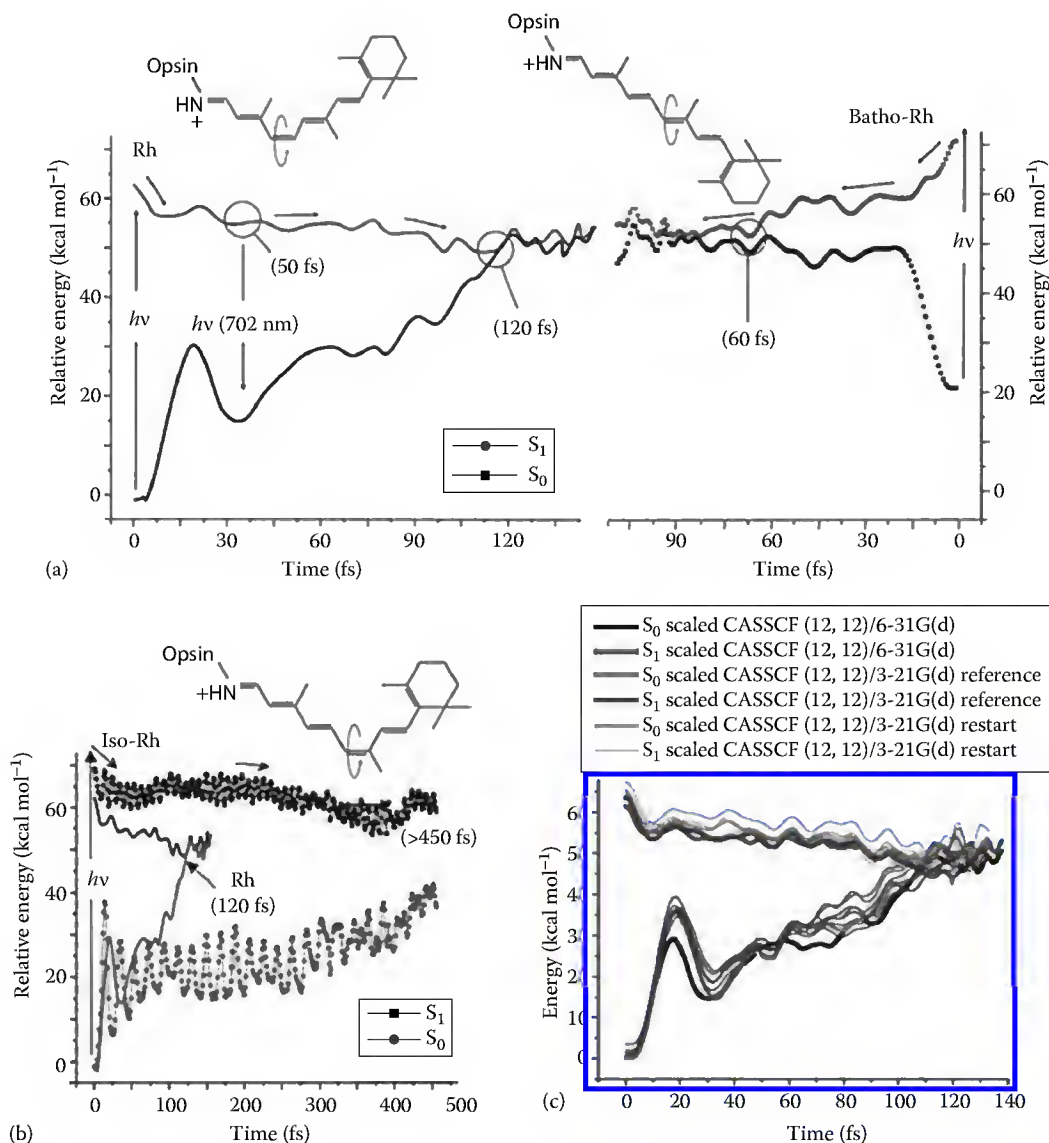 Opsin
HN
+
Opsin
+HN
Rh
Batho-Rh
Relative energy (kcal mol⁻¹)
60
40
20
0
hν
(50 fs)
hν (702 nm)
(120 fs)
(60 fs)
hν
60
40
20
0
Relative energy (kcal mol⁻¹)
S₁
S₀
0 30 60 90 120
90 60 30 0
Time (fs)
Time (fs)
(a)
Opsin
+HN
Iso-Rh
Relative energy (kcal mol⁻¹)
60
40
20
0
hν
(>450 fs)
Rh
(120 fs)
S₁
S₀
0 100 200 300 400 500
Time (fs)
(b)
S₀ scaled CASSCF (12, 12)/6-31G(d)
S₁ scaled CASSCF (12, 12)/6-31G(d)
S₀ scaled CASSCF (12, 12)/3-21G(d) reference
S₁ scaled CASSCF (12, 12)/3-21G(d) reference
S₀ scaled CASSCF (12, 12)/3-21G(d) restart
S₁ scaled CASSCF (12, 12)/3-21G(d) restart
Energy (kcal mol⁻¹)
0 20 40 60 80 100 120 140
Time (fs)
(c)